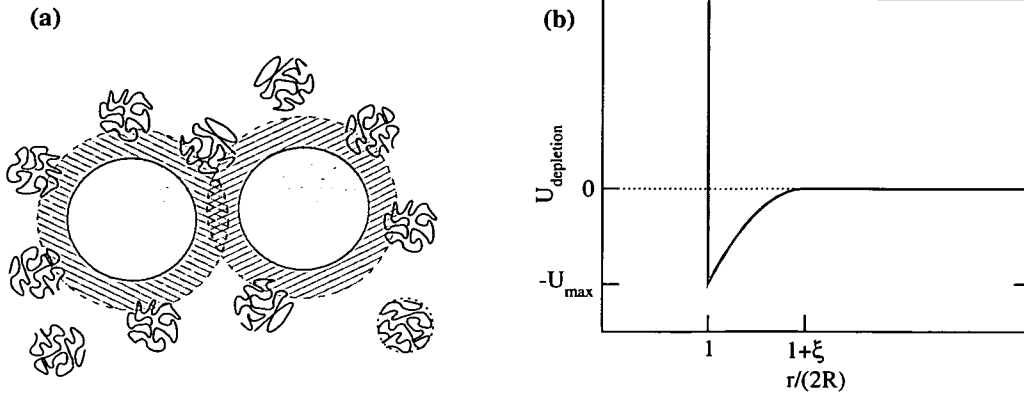 (a)
(b)
U_depletion
0
-U_max
1
1+ξ
r/(2R)